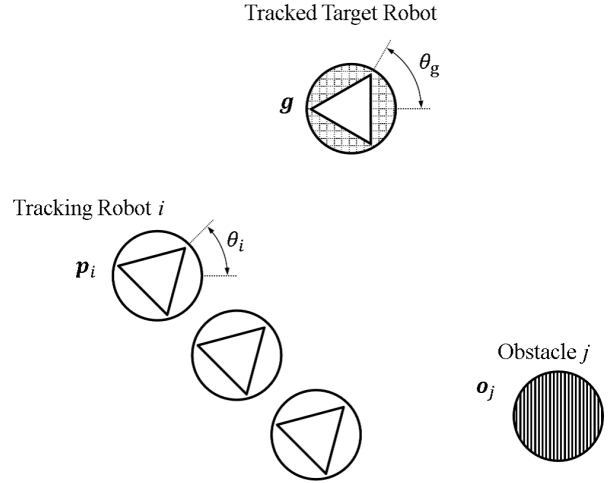 Tracked Target Robot
θg
g
Tracking Robot i
θi
pi
Obstacle j
oj